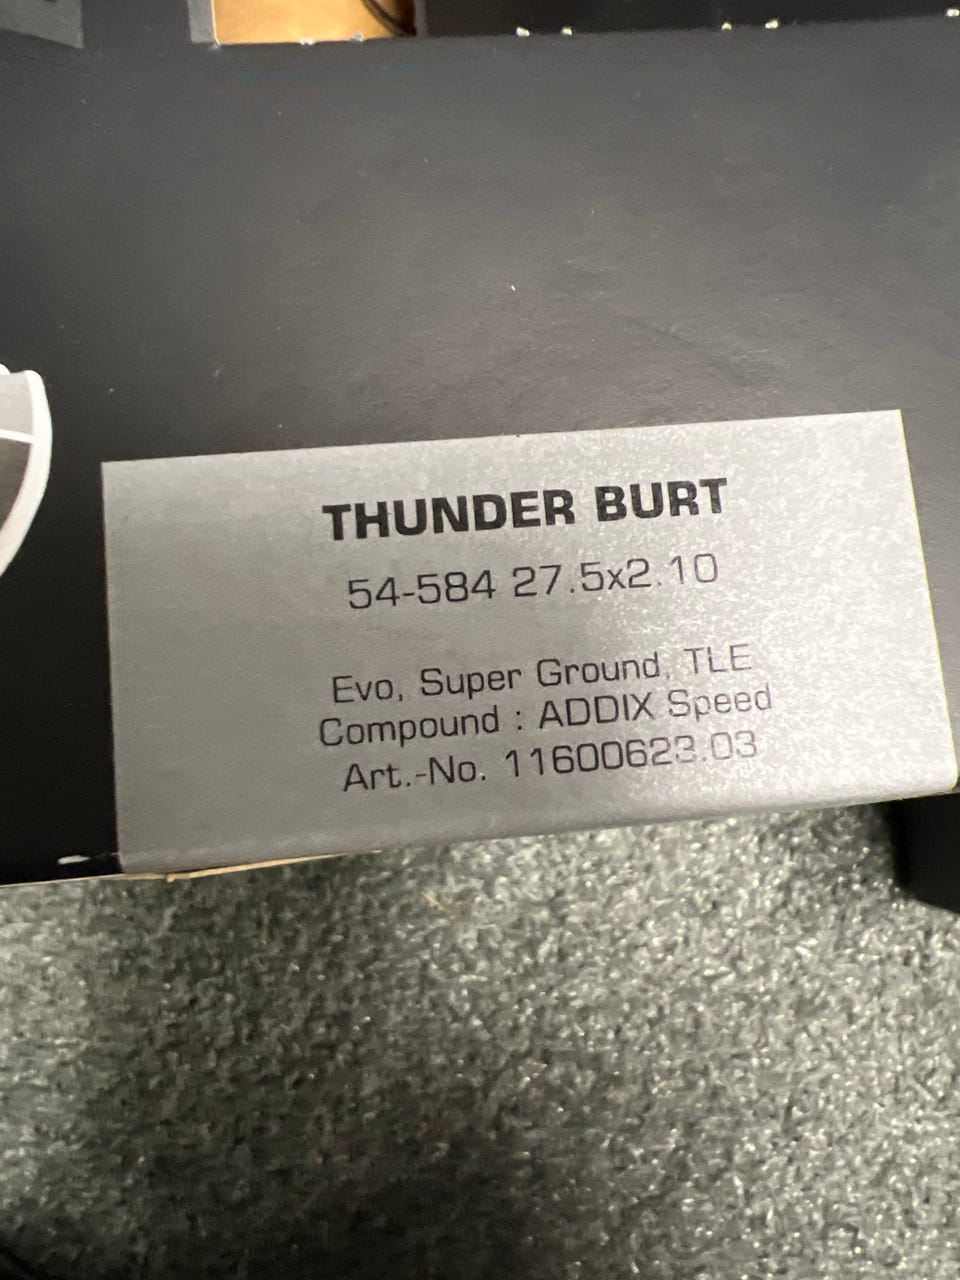 THUNDER BURT
54-584 27.5x2.10
Evo, Super Ground, TLE
Compound : ADDIX Speed
Art.-No. 11600623.03